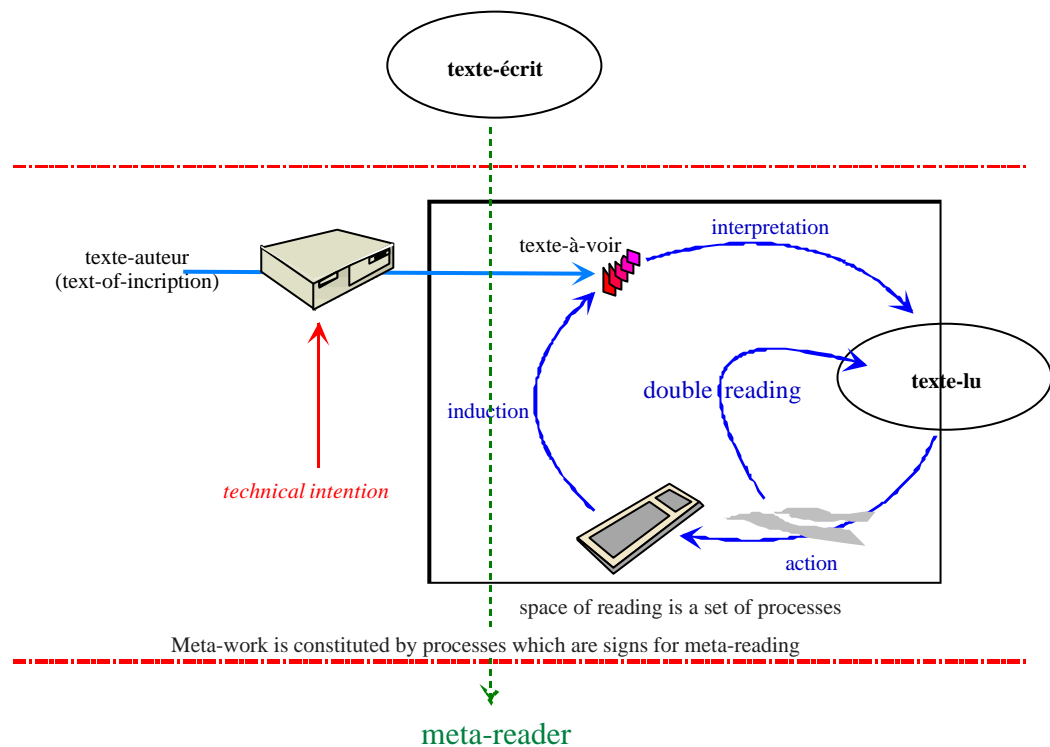 texte-écrit
texte-auteur
(text-of-incription)
texte-à-voir
interpretation
induction
double reading
texte-lu
technical intention
action
space of reading is a set of processes
Meta-work is constituted by processes which are signs for meta-reading
meta-reader